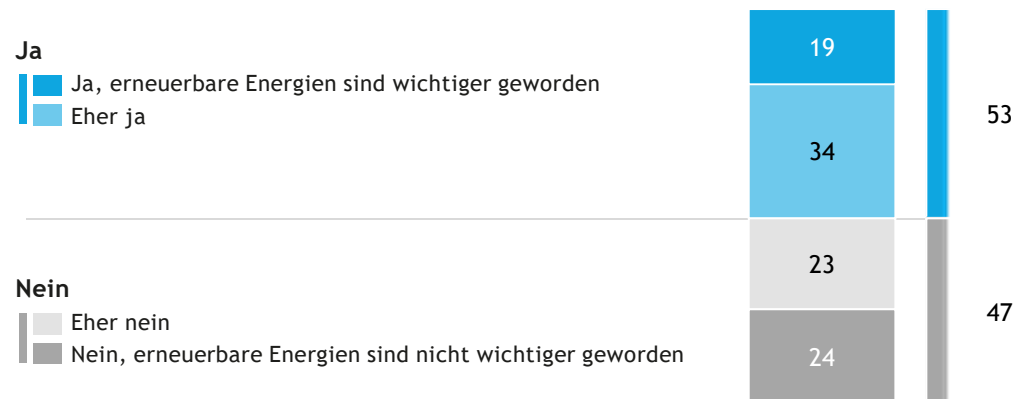 Ja
19
Ja, erneuerbare Energien sind wichtiger geworden
Eher ja
53
34
23
Nein
Eher nein
47
Nein, erneuerbare Energien sind nicht wichtiger geworden
24